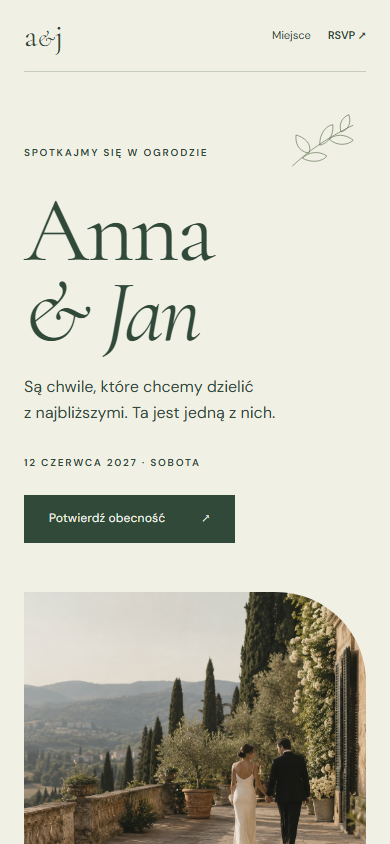 a&j
Miejsce RSVP ↗
SPOTKAJMY SIĘ W OGRODZIE
Anna
& Jan
Są chwile, które chcemy dzielić
z najbliższymi. Ta jest jedną z nich.
12 CZERWCA 2027 · SOBOTA
Potwierdź obecność ↗